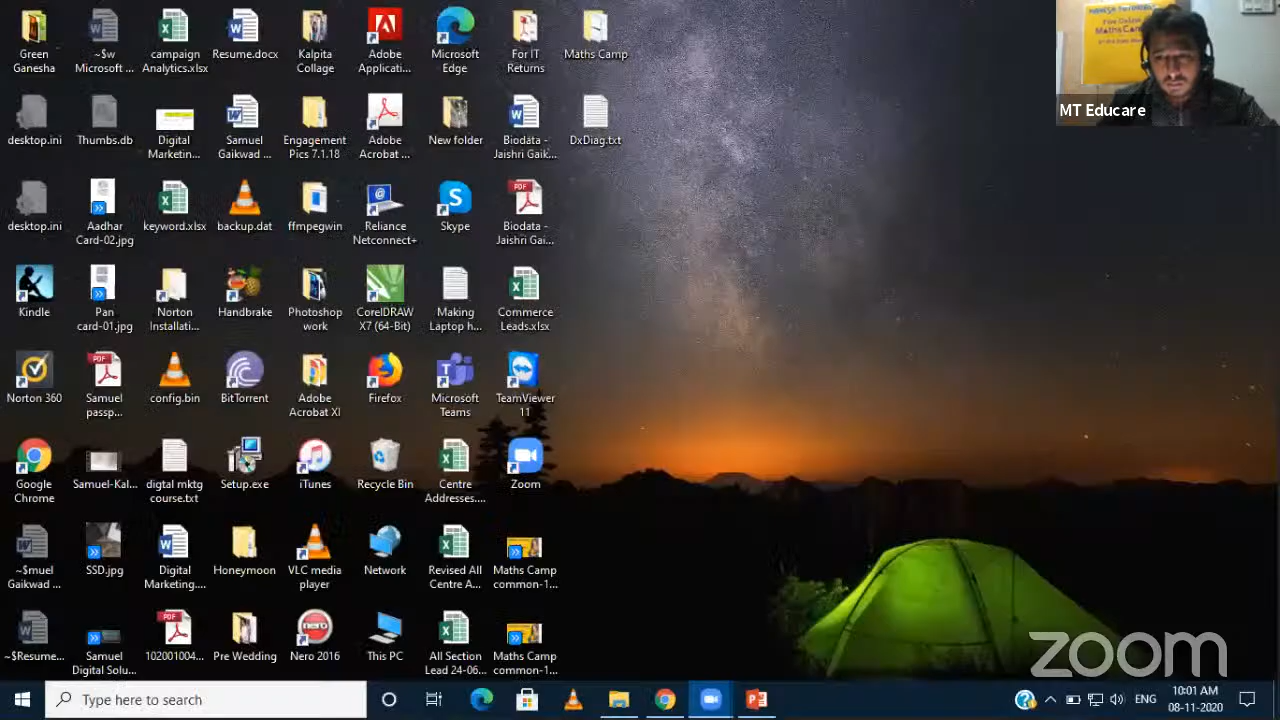 Green
Ganesha
~$w
Microsoft ...
campaign
Analytics.xlsx
Resume.docx
Kalpita
Collage
Adobe
Applicati...
Microsoft
Edge
For IT
Returns
Maths Camp
MT Educare
desktop.ini
Thumbs.db
Digital
Marketin...
Samuel
Gaikwad ...
Engagement
Pics 7.1.18
Adobe
Acrobat ...
New folder
Biodata -
Jaishri Gaik...
DxDiag.txt
desktop.ini
Aadhar
Card-02.jpg
keyword.xlsx
backup.dat
ffmpegwin
Reliance
Netconnect+
Skype
PDF
Biodata -
Jaishri Gai...
Kindle
Pan
card-01.jpg
Norton
Installati...
Handbrake
Photoshop
work
CorelDRAW
X7 (64-Bit)
Making
Laptop h...
Commerce
Leads.xlsx
Norton 360
PDF
Samuel
passp...
config.bin
BitTorrent
Adobe
Acrobat XI
Firefox
Microsoft
Teams
TeamViewer
11
Google
Chrome
Samuel-Kal...
digtal mktg
course.txt
Setup.exe
iTunes
Recycle Bin
Centre
Addresses....
Zoom
~$muel
Gaikwad ...
SSD.jpg
Digital
Marketing....
Honeymoon
VLC media
player
Network
Revised All
Centre A...
Maths Camp
common-1...
~$Resume...
Samuel
Digital Solu...
PDF
102001004...
Pre Wedding
Nero 2016
This PC
All Section
Lead 24-06...
Maths Camp
common-1...
zoom
Type here to search
ENG
10:01 AM
08-11-2020